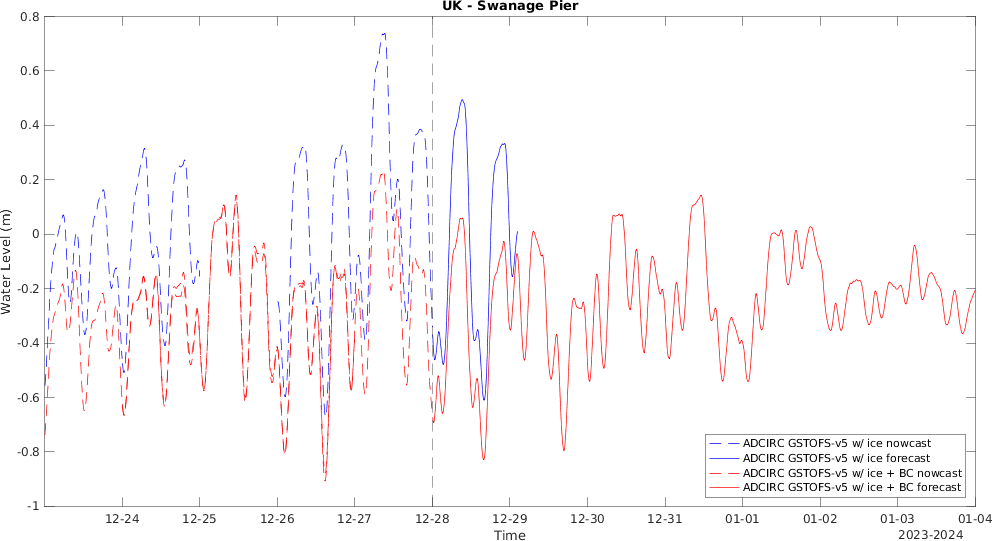 UK - Swanage Pier
Water Level (m)
0.8
0.6
0.4
0.2
0
-0.2
-0.4
-0.6
-0.8
-1
ADCIRC GSTOFS-v5 w/ ice nowcast
ADCIRC GSTOFS-v5 w/ ice forecast
ADCIRC GSTOFS-v5 w/ ice + BC nowcast
ADCIRC GSTOFS-v5 w/ ice + BC forecast
12-24 12-25 12-26 12-27 12-28 12-29 12-30 12-31 01-01 01-02 01-03 01-04
Time
2023-2024